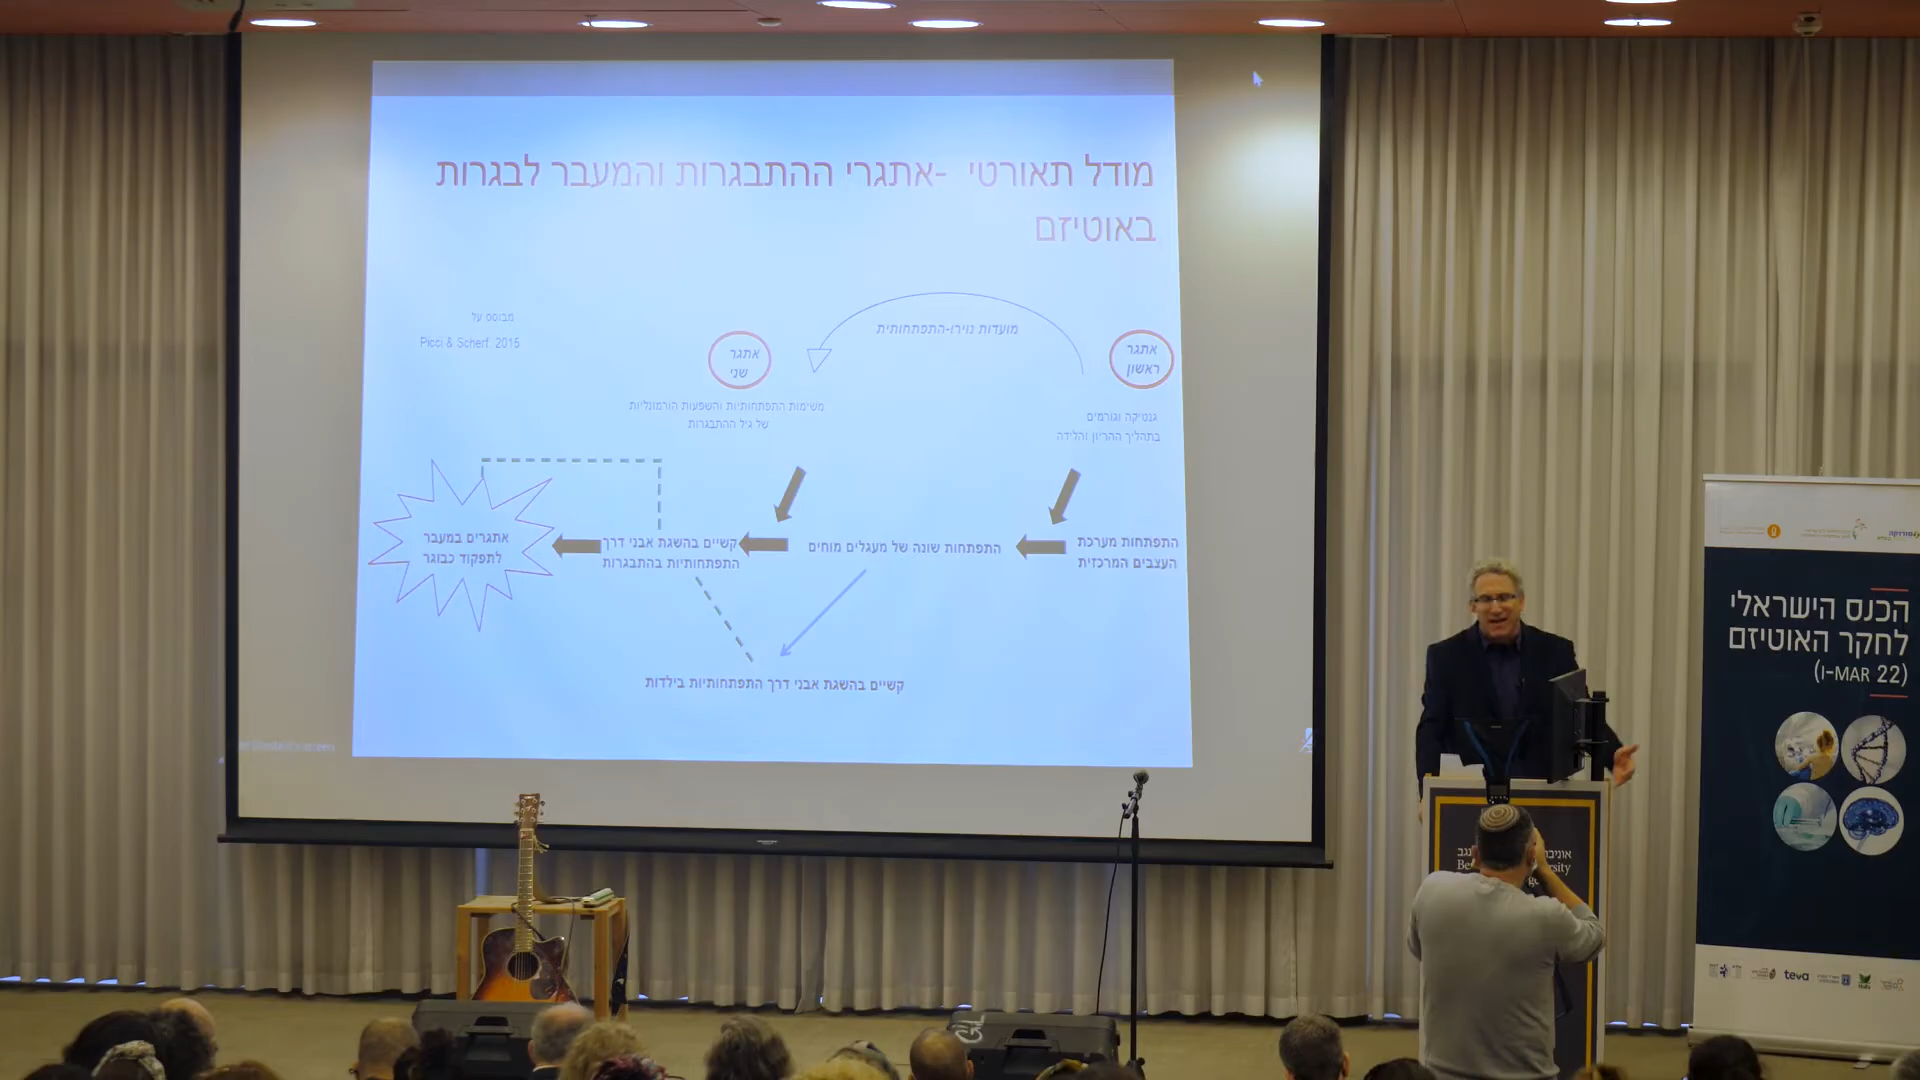 מודל תאורטי -אתגרי ההתבגרות והמעבר לבגרות
באוטיזם
מבוסס על
Picci & Scherf, 2015
מועדות נוירו-התפתחותית
אתגר
ראשון
אתגר
שני
גנטיקה וגורמים
בתהליך ההריון והלידה
משימות התפתחותיות והשפעות הורמונליות
של גיל ההתבגרות
התפתחות מערכת
העצבים המרכזית
התפתחות שונה של מעגלים מוחים
קשיים בהשגת אבני דרך
התפתחותיות בהתבגרות
אתגרים במעבר
לתפקוד כבוגר
קשיים בהשגת אבני דרך התפתחותיות בילדות
הכנס הישראלי
לחקר האוטיזם
(I-MAR 22)
teva
GIL